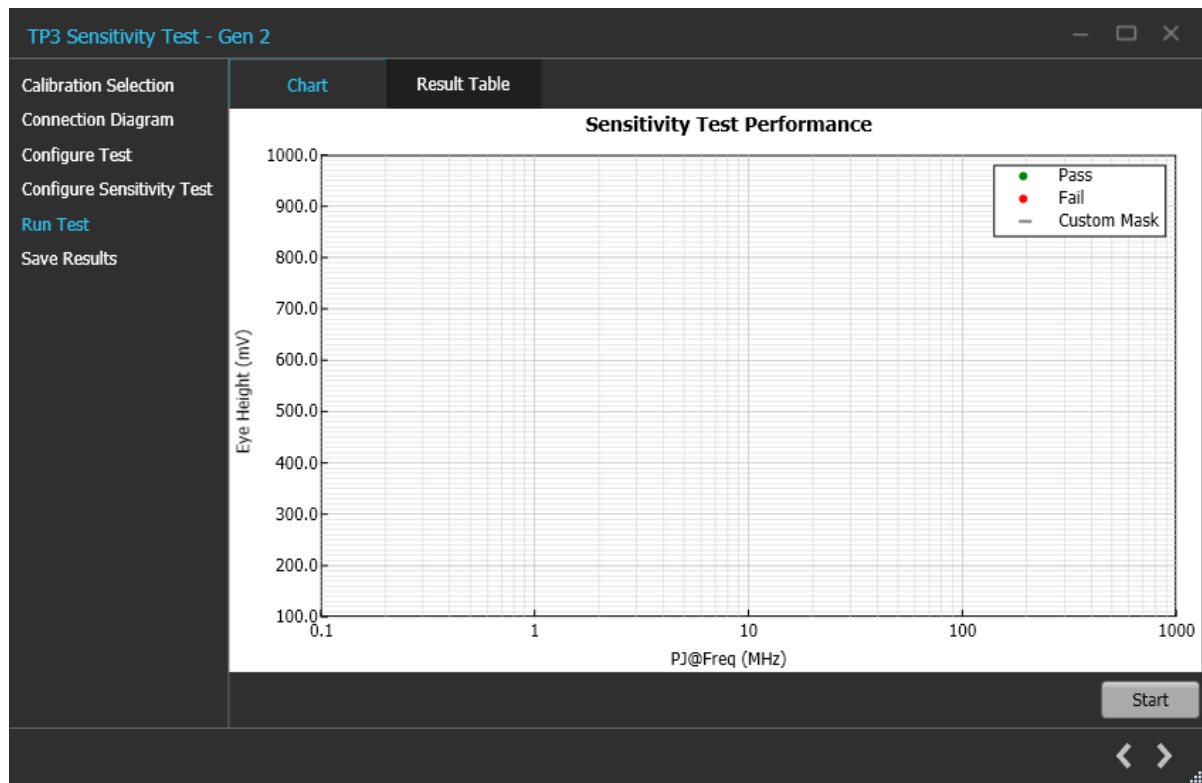 TP3 Sensitivity Test - Gen 2
Calibration Selection
Connection Diagram
Configure Test
Configure Sensitivity Test
Run Test
Save Results
Chart
Result Table
Sensitivity Test Performance
1000.0
900.0
800.0
700.0
600.0
500.0
400.0
300.0
200.0
100.0
Eye Height (mV)
Pass
Fail
Custom Mask
0.1
1
10
100
1000
PJ@Freq (MHz)
Start